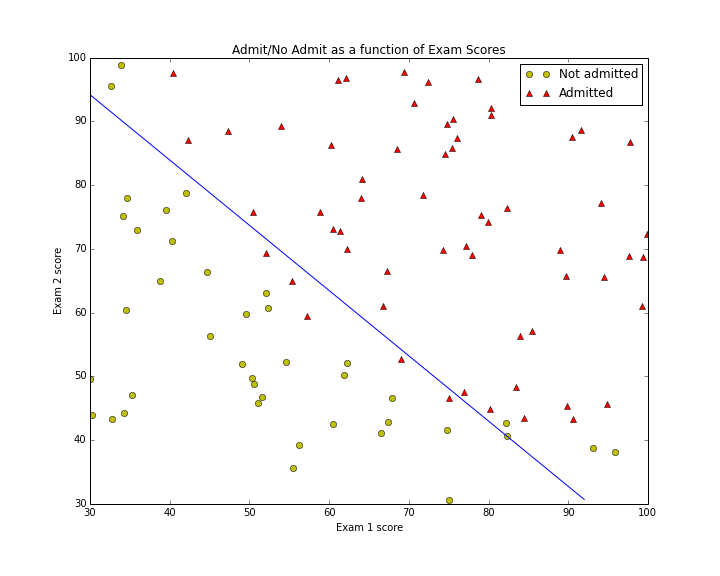 Admit/No Admit as a function of Exam Scores
Not admitted
Admitted
100
90
80
70
60
50
40
30
Exam 2 score
30 40 50 60 70 80 90 100
Exam 1 score